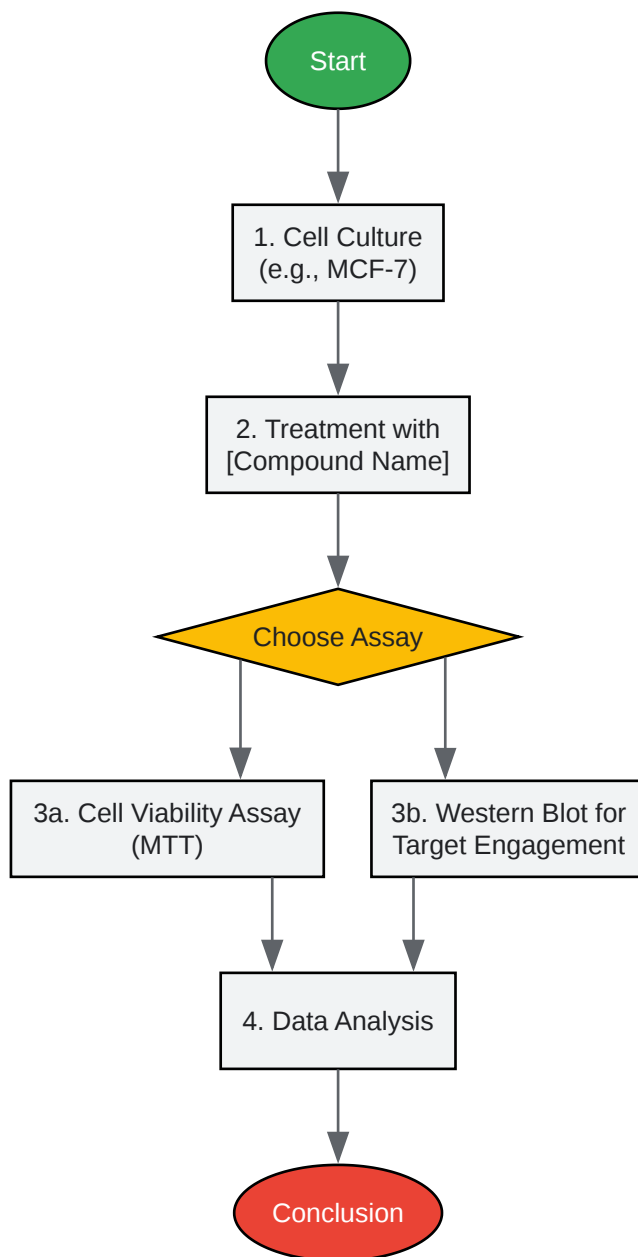 Start
1. Cell Culture
(e.g., MCF-7)
2. Treatment with
[Compound Name]
Choose Assay
3a. Cell Viability Assay
(MTT)
3b. Western Blot for
Target Engagement
4. Data Analysis
Conclusion